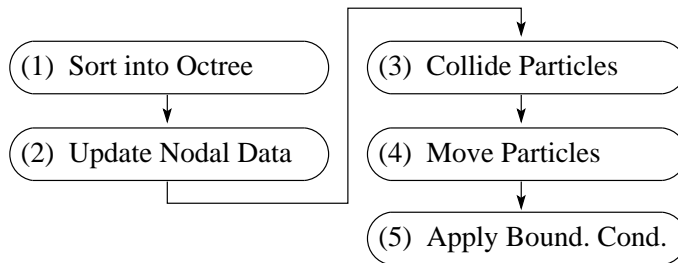 (1) Sort into Octree
(2) Update Nodal Data
(3) Collide Particles
(4) Move Particles
(5) Apply Bound. Cond.